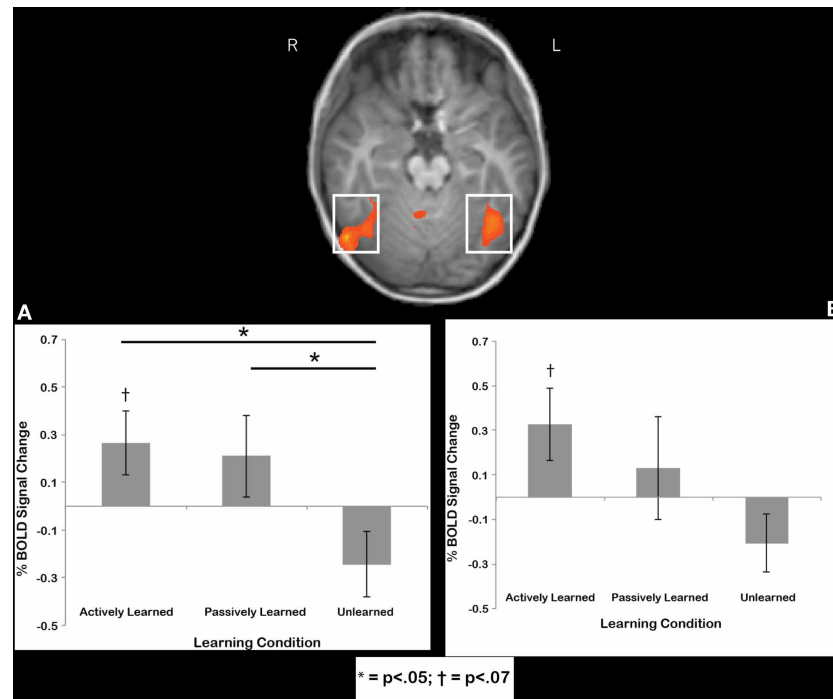 R
L
A
B
0.7
0.5
0.3
0.1
-0.1
-0.3
-0.5
% BOLD Signal Change
*
*
†
Actively Learned
Passively Learned
Unlearned
Learning Condition
0.7
0.5
0.3
0.1
-0.1
-0.3
-0.5
% BOLD Signal Change
†
Actively Learned
Passively Learned
Unlearned
Learning Condition
* = p<.05; † = p<.07